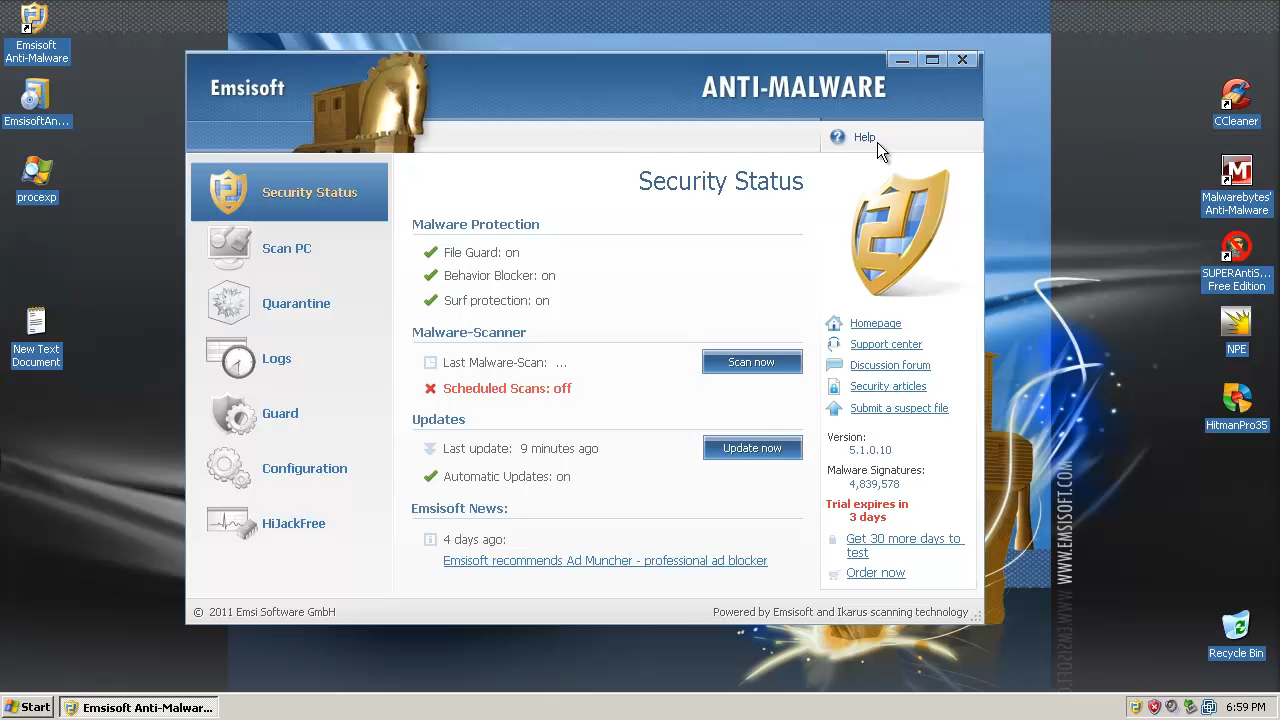 Emsisoft
Anti-Malware
EmsisoftAn...
procexp
New Text
Document
Emsisoft
ANTI-MALWARE
Help
Security Status
Scan PC
Quarantine
Logs
Guard
Configuration
HiJackFree
Security Status
Malware Protection
File Guard: on
Behavior Blocker: on
Surf protection: on
Malware-Scanner
Last Malware-Scan: ...
Scan now
Scheduled Scans: off
Updates
Last update: 9 minutes ago
Update now
Automatic Updates: on
Emsisoft News:
4 days ago:
Emsisoft recommends Ad Muncher - professional ad blocker
Homepage
Support center
Discussion forum
Security articles
Submit a suspect file
Version:
5.1.0.10
Malware Signatures:
4,839,578
Trial expires in
3 days
Get 30 more days to
test
Order now
© 2011 Emsi Software GmbH
Powered by Emsisoft and Ikarus scanning technology
WWW.EMSISOFT.COM
CCleaner
Malwarebytes'
Anti-Malware
SUPERAntiS...
Free Edition
NPE
HitmanPro35
Recycle Bin
Start
Emsisoft Anti-Malwar...
6:59 PM